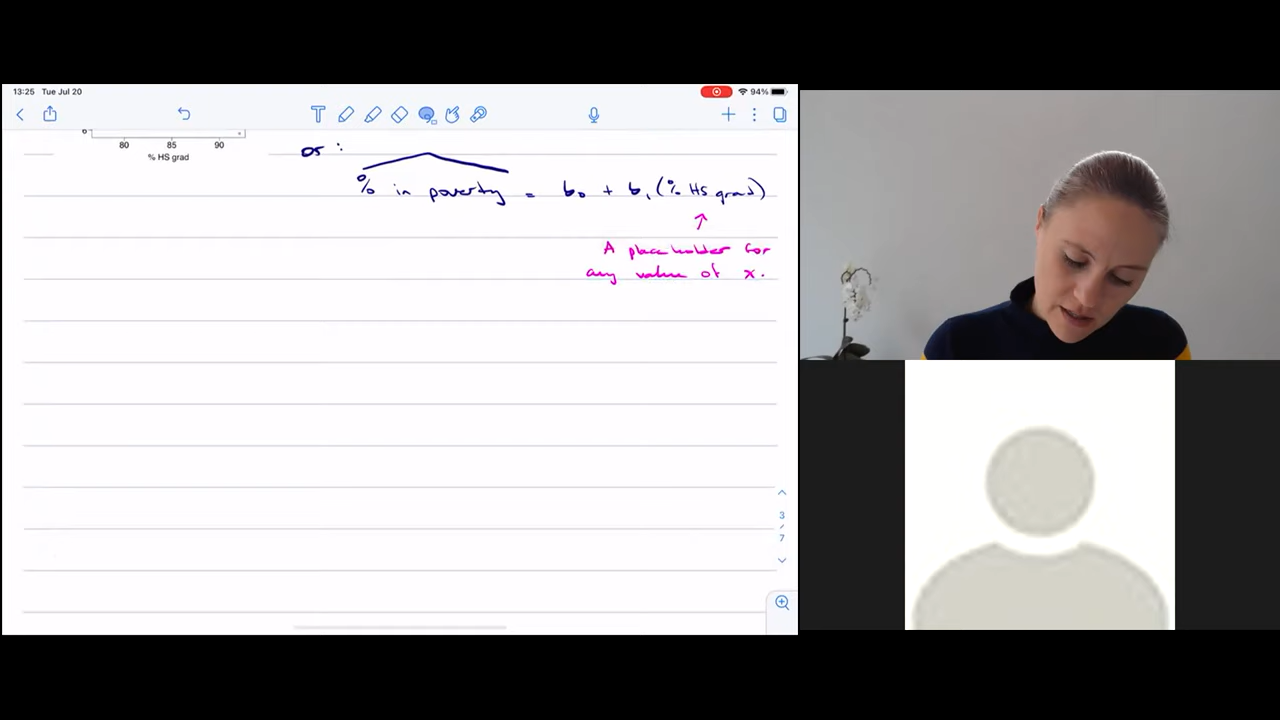 13:25 Tue Jul 20
94%
6
80 85 90
% HS grad
or :
% in poverty = b0 + b1 (% HS grad)
A placeholder for
any value of x.
3
/
7